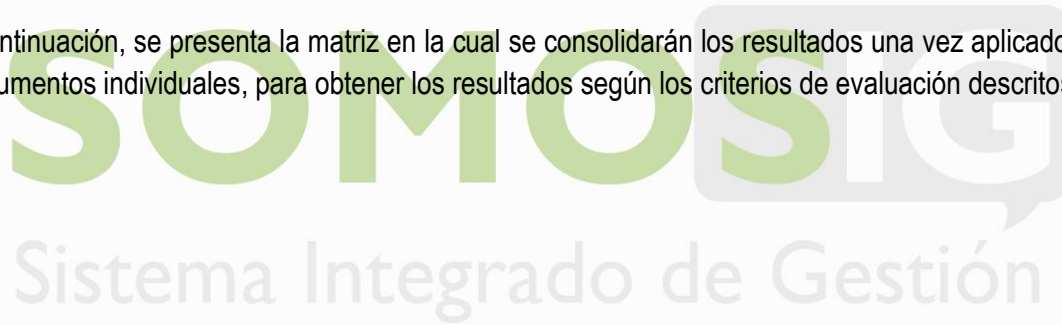 ntinuación, se presenta la matriz en la cual se consolidarán los resultados una vez aplicado
umentos individuales, para obtener los resultados según los criterios de evaluación descritos
SOMOSIG
Sistema Integrado de Gestión